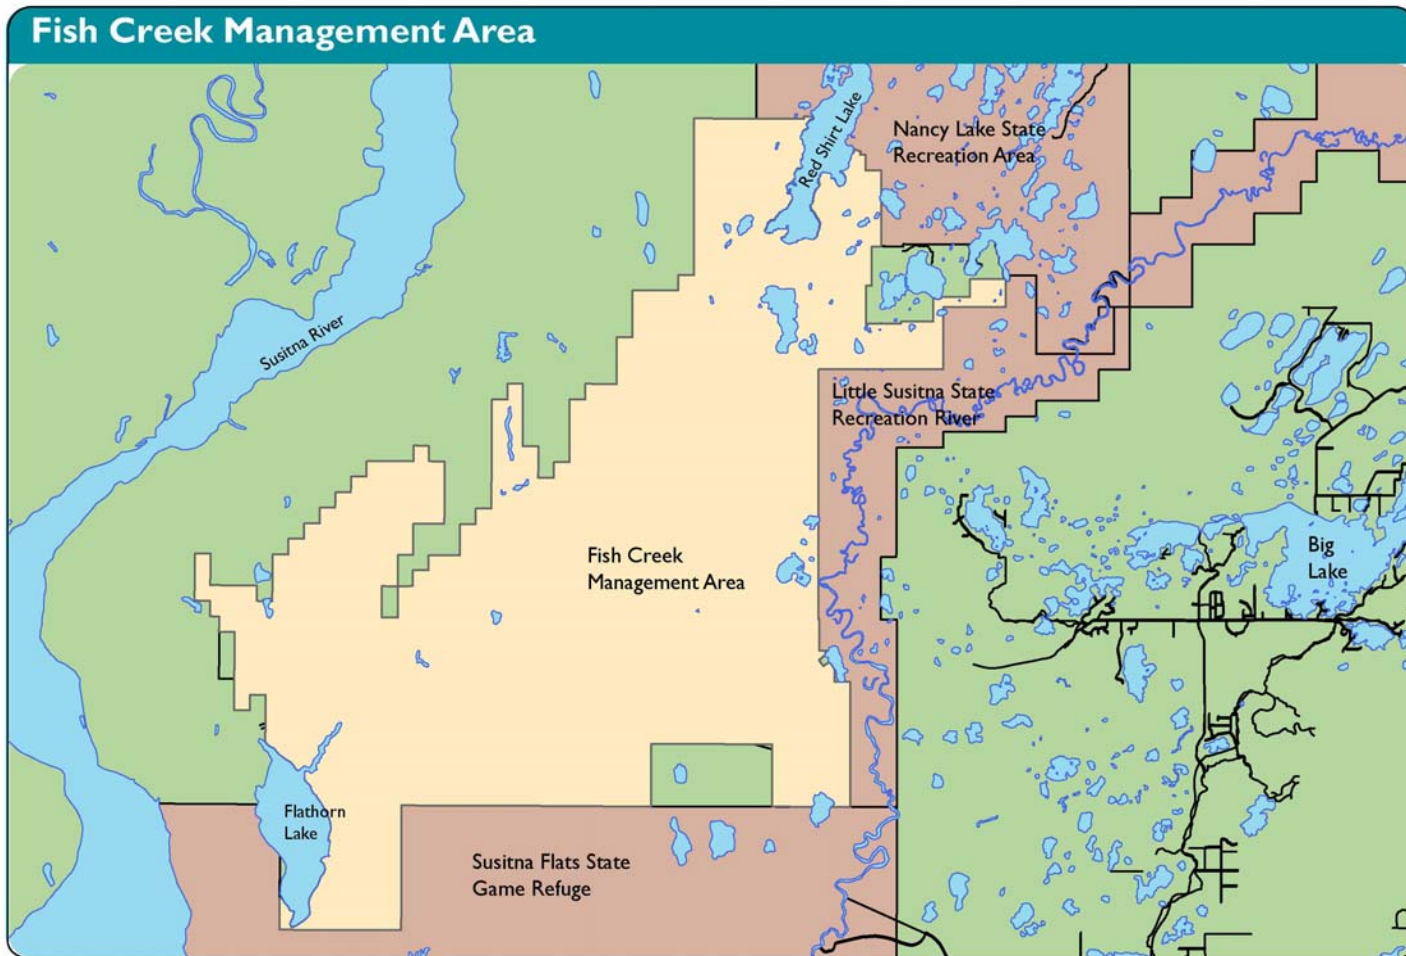 Fish Creek Management Area
Red Shirt Lake
Nancy Lake State
Recreation Area
Susitna River
Little Susitna State
Recreation River
Fish Creek
Management Area
Big
Lake
Flathorn
Lake
Susitna Flats State
Game Refuge